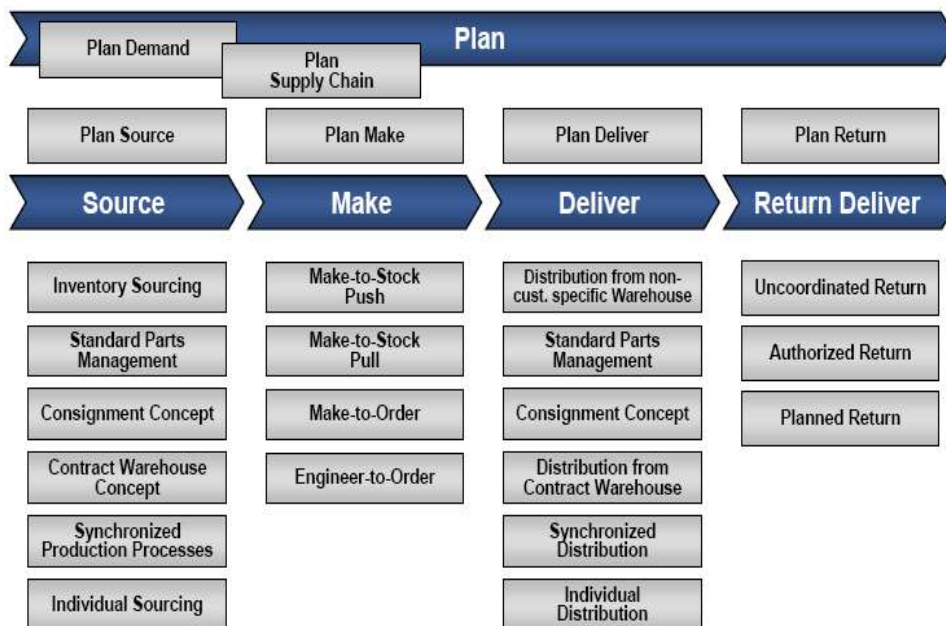 Plan
Plan Demand
Plan
Supply Chain
Plan Source
Plan Make
Plan Deliver
Plan Return
Source
Make
Deliver
Return Deliver
Inventory Sourcing
Make-to-Stock
Push
Distribution from non-
cust. specific Warehouse
Uncoordinated Return
Standard Parts
Management
Make-to-Stock
Pull
Standard Parts
Management
Authorized Return
Consignment Concept
Make-to-Order
Consignment Concept
Planned Return
Contract Warehouse
Concept
Engineer-to-Order
Distribution from
Contract Warehouse
Synchronized
Production Processes
Synchronized
Distribution
Individual Sourcing
Individual
Distribution